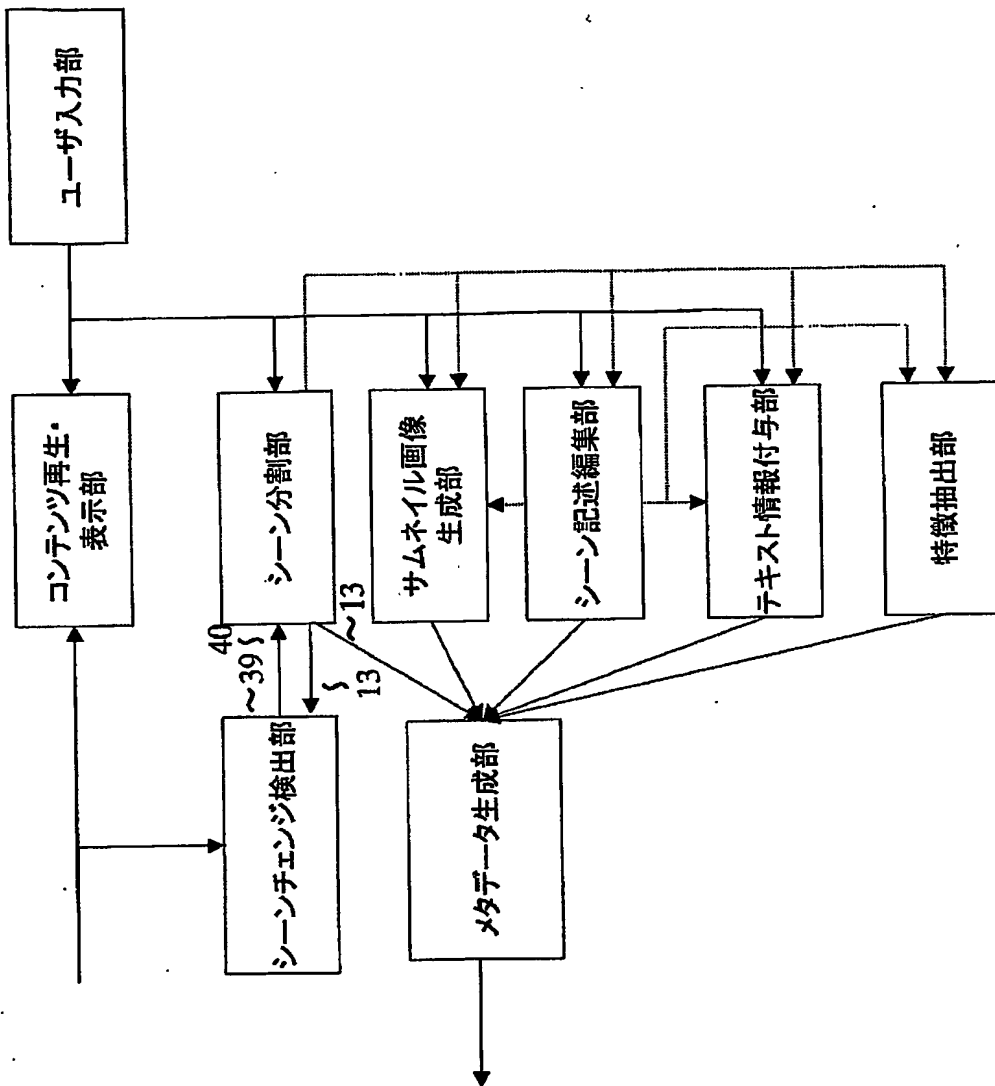 ユーザ入力部
コンテンツ再生・
表示部
シーン分割部
サムネイル画像
生成部
シーン記述編集部
テキスト情報付与部
特徴抽出部
40
~39
~13
13
シーンチェンジ検出部
メタデータ生成部